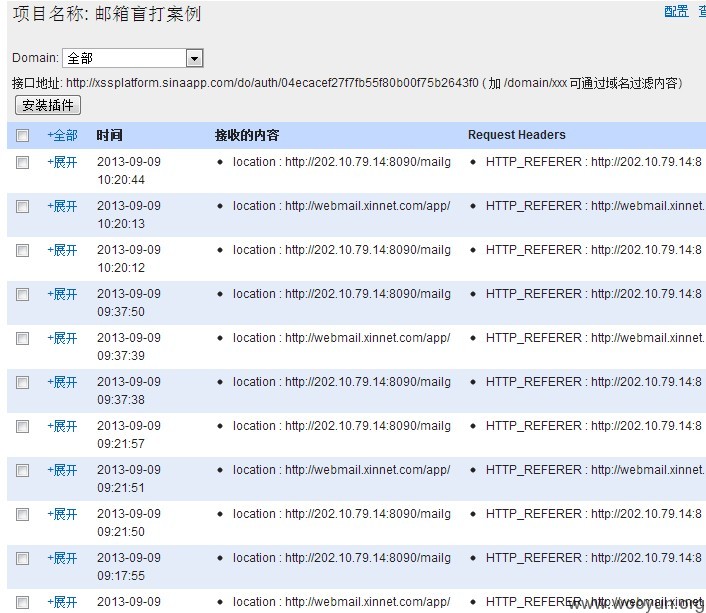 项目名称: 邮箱盲打案例 配置
Domain: 全部
接口地址: http://xssplatform.sinaapp.com/do/auth/04ecacef27f7fb55f80b00f75b2643f0 ( 加 /domain/xxx 可通过域名过滤内容)
安装插件
+全部 时间 接收的内容 Request Headers
+展开 2013-09-09 • location : http://202.10.79.14:8090/mailg • HTTP_REFERER : http://202.10.79.14:8
10:20:44
+展开 2013-09-09 • location : http://webmail.xinnet.com/app/ • HTTP_REFERER : http://webmail.xinnet.
10:20:13
+展开 2013-09-09 • location : http://202.10.79.14:8090/mailg • HTTP_REFERER : http://202.10.79.14:8
10:20:12
+展开 2013-09-09 • location : http://202.10.79.14:8090/mailg • HTTP_REFERER : http://202.10.79.14:8
09:37:50
+展开 2013-09-09 • location : http://webmail.xinnet.com/app/ • HTTP_REFERER : http://webmail.xinnet.
09:37:39
+展开 2013-09-09 • location : http://202.10.79.14:8090/mailg • HTTP_REFERER : http://202.10.79.14:8
09:37:38
+展开 2013-09-09 • location : http://202.10.79.14:8090/mailg • HTTP_REFERER : http://202.10.79.14:8
09:21:57
+展开 2013-09-09 • location : http://webmail.xinnet.com/app/ • HTTP_REFERER : http://webmail.xinnet.
09:21:51
+展开 2013-09-09 • location : http://202.10.79.14:8090/mailg • HTTP_REFERER : http://202.10.79.14:8
09:21:50
+展开 2013-09-09 • location : http://202.10.79.14:8090/mailg • HTTP_REFERER : http://202.10.79.14:8
09:17:55
+展开 2013-09-09 • location : http://webmail.xinnet.com/app/ • HTTP_REFERER : http://webmail.xinnet.
www.wooyun.org